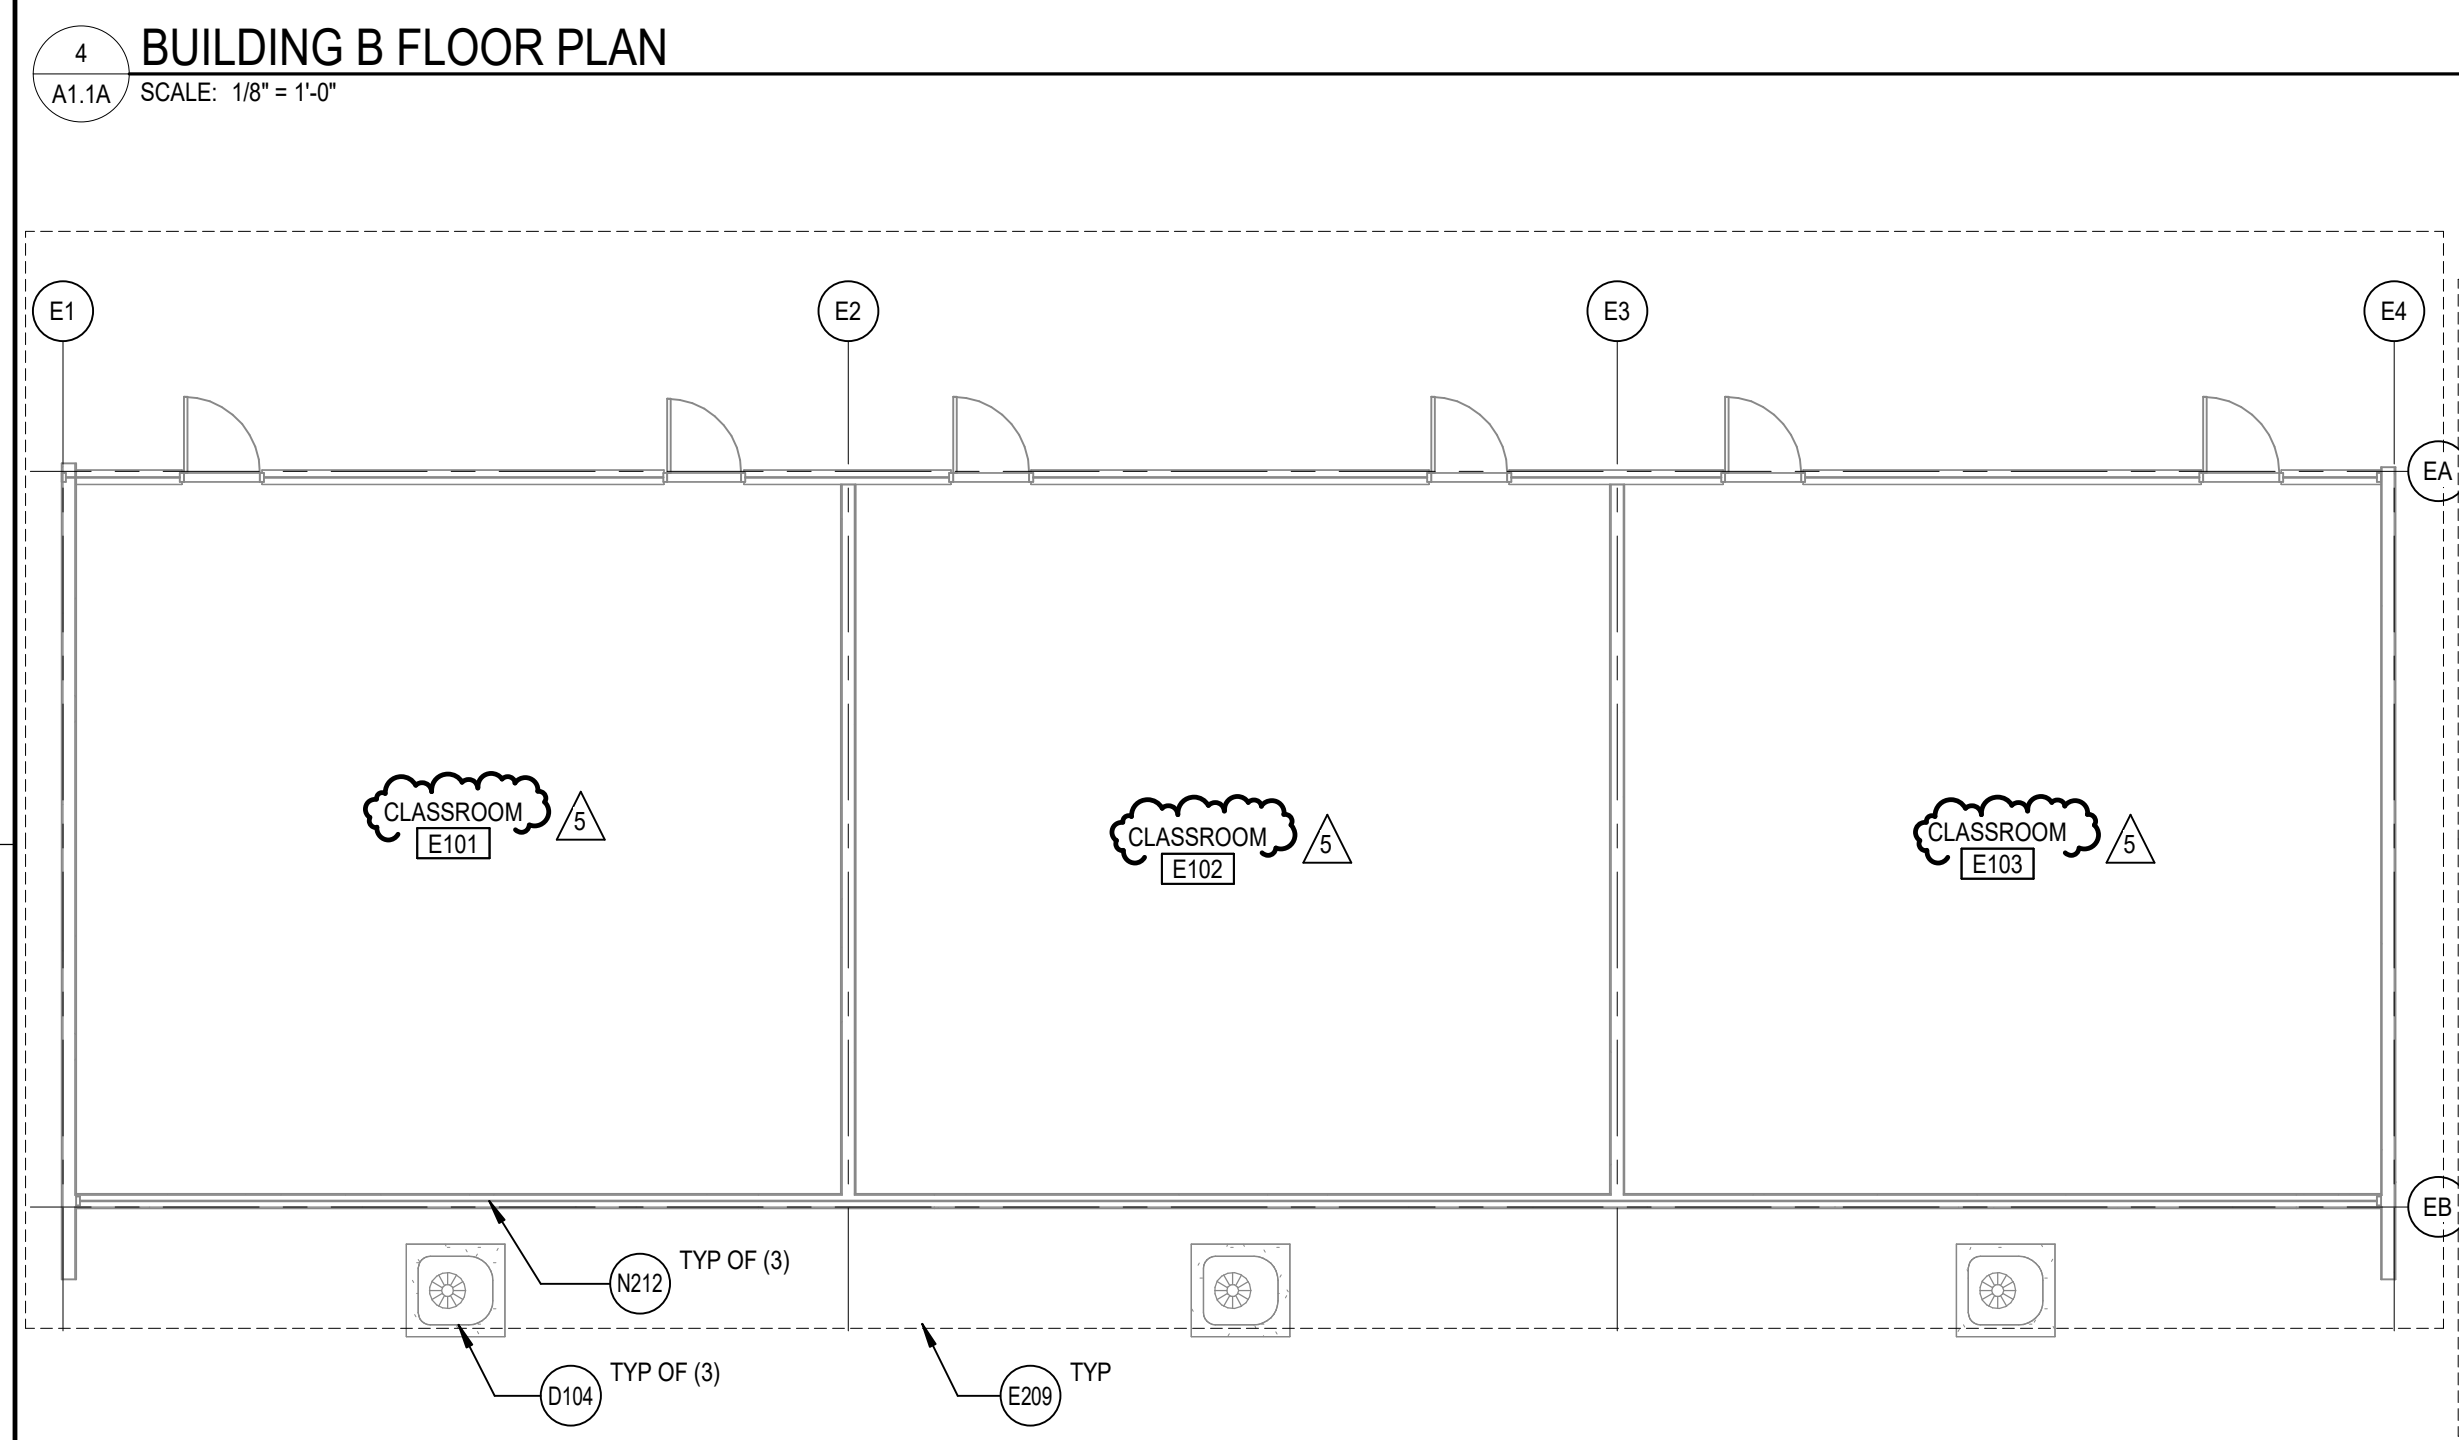 4
A1.1A
BUILDING B FLOOR PLAN
SCALE: 1/8" = 1'-0"
E1
E2
E3
E4
EA
CLASSROOM
E101
5
CLASSROOM
E102
5
CLASSROOM
E103
5
EB
N212
TYP OF (3)
D104
TYP OF (3)
E209
TYP